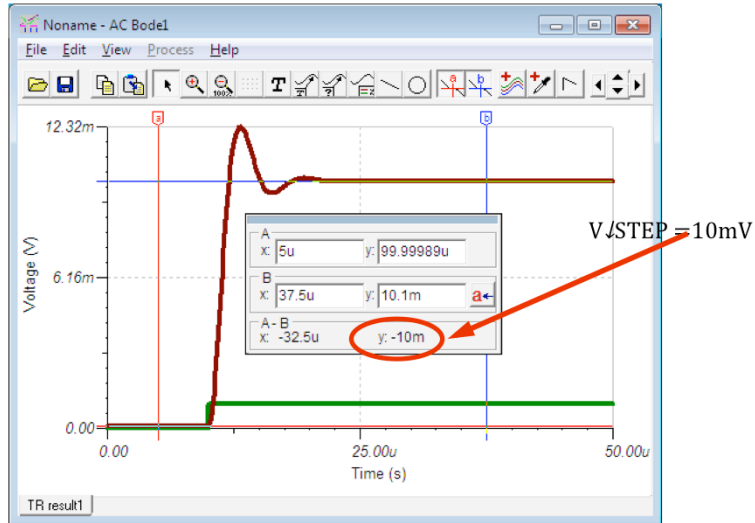 Noname - AC Bode1
File Edit View Process Help
100%
T
?
=Z
a
b
a
b
12.32m
6.16m
0.00
Voltage (V)
A
x: 5u y: 99.99989u
B
x: 37.5u y: 10.1m a←
A - B
x: -32.5u y: -10m
V↓STEP =10mV
0.00 25.00u 50.00u
Time (s)
TR result1